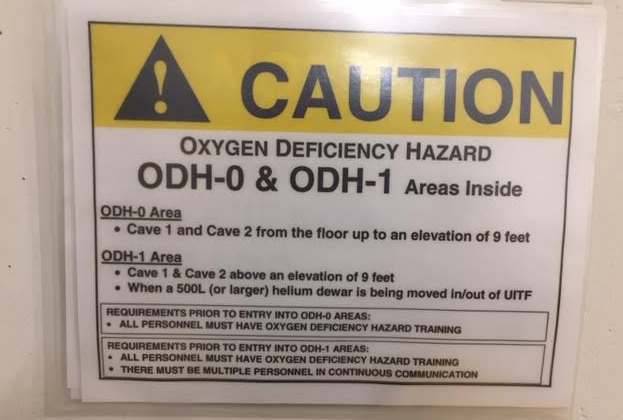 CAUTION
OXYGEN DEFICIENCY HAZARD
ODH-0 & ODH-1 Areas Inside
ODH-0 Area
• Cave 1 and Cave 2 from the floor up to an elevation of 9 feet
ODH-1 Area
• Cave 1 & Cave 2 above an elevation of 9 feet
• When a 500L (or larger) helium dewar is being moved in/out of UITF
REQUIREMENTS PRIOR TO ENTRY INTO ODH-0 AREAS:
• ALL PERSONNEL MUST HAVE OXYGEN DEFICIENCY HAZARD TRAINING
REQUIREMENTS PRIOR TO ENTRY INTO ODH-1 AREAS:
• ALL PERSONNEL MUST HAVE OXYGEN DEFICIENCY HAZARD TRAINING
• THERE MUST BE MULTIPLE PERSONNEL IN CONTINUOUS COMMUNICATION